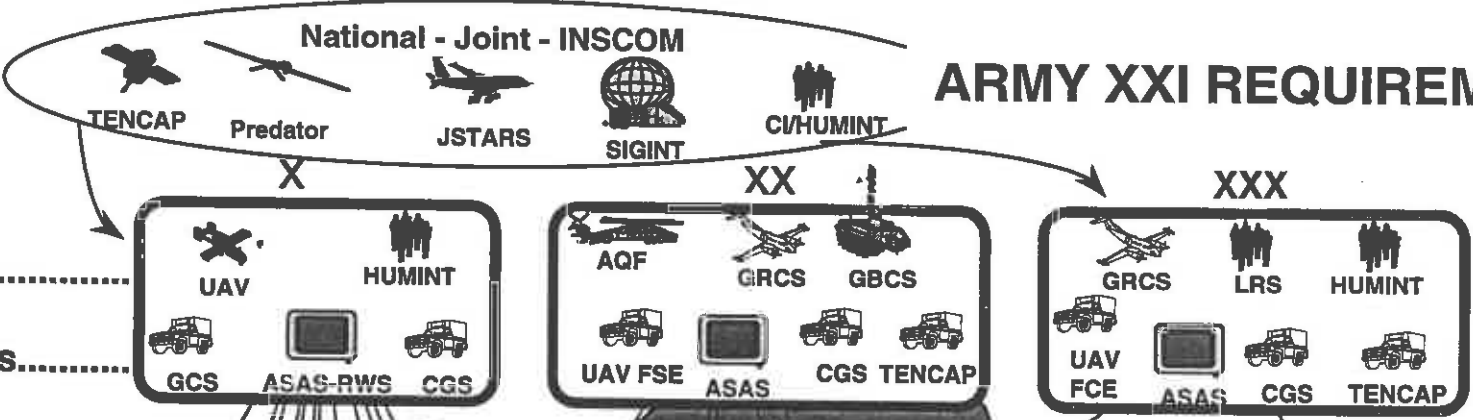 National - Joint - INSCOM
ARMY XXI REQUIREM
TENCAP Predator JSTARS SIGINT CI/HUMINT
X XX XXX
UAV HUMINT
GCS ASAS-RWS CGS
AQF GRCS GBCS
UAV FSE ASAS CGS TENCAP
GRCS LRS HUMINT
UAV FCE ASAS CGS TENCAP
S